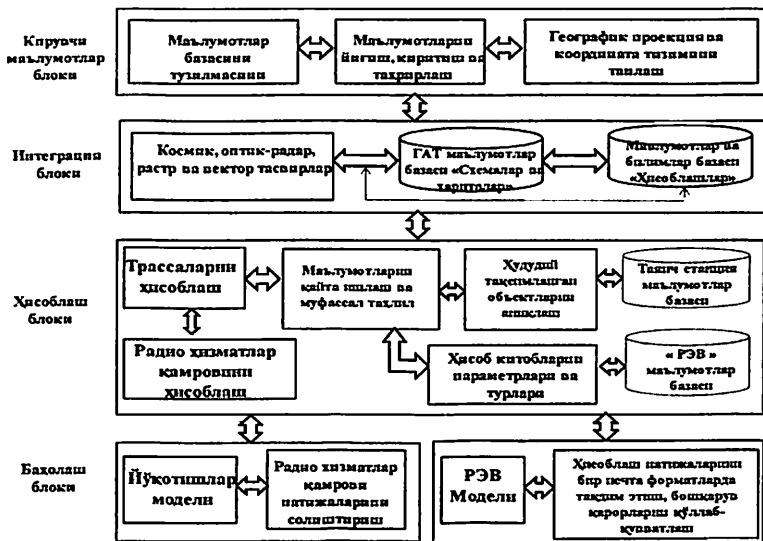 Кирувчи
маълумотлар
блоки
Маълумотлар
базасини
тузилмасини
Маълумотларни
йиғиш, киритиш ва
таҳрирлаш
Географик проекция ва
координата тизимини
танлаш
Интеграция
блоки
Космик, оптик-радар,
растр ва вектор тасвирлар
ГАТ маълумотлар
базаси «Схемалар ва
хариталар»
Маълумотлар ва
билимлар базаси
«Ҳисоблашлар»
Ҳисоблаш
блоки
Трассаларни
ҳисоблаш
Маълумотларни
қайта ишлаш ва
муфассал таҳлил
Ҳудудий
тақсимланган
объектларни
аниқлаш
Таянч станция
маълумотлар
базаси
Радио хизматлар
қамровини
ҳисоблаш
Ҳисоб китобларни
параметрлари ва
турлари
« РЭВ »
маълумотлар
базаси
Баҳолаш
блоки
Йўқотишлар
модели
Радио хизматлар
қамрови
натижаларини
солиштириш
РЭВ
Модели
Ҳисоблаш натижаларини
бир нечта форматларда
тақдим этиш, бошқарув
қарорларни қўллаб-
қувватлаш